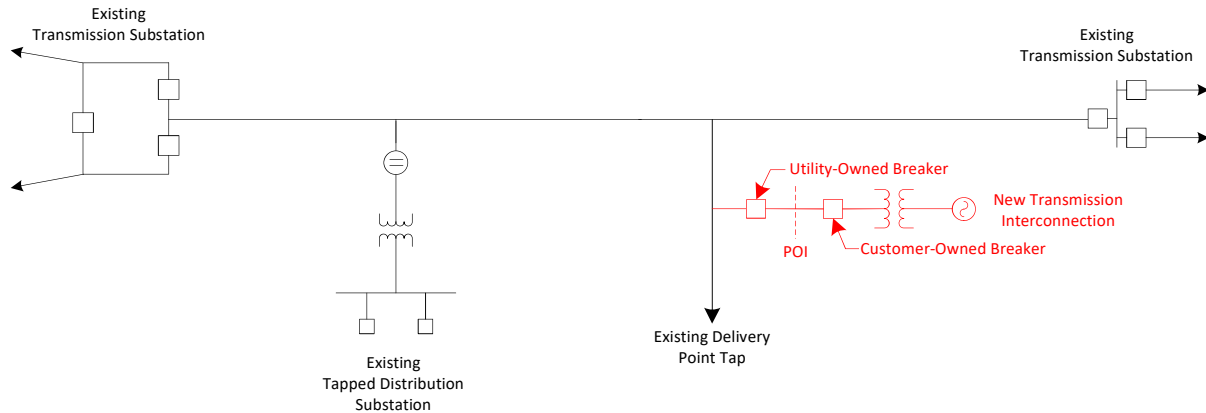 Existing
Transmission Substation
Existing
Transmission Substation
Utility-Owned Breaker
New Transmission
Interconnection
POI
Customer-Owned Breaker
Existing Delivery
Point Tap
Existing
Tapped Distribution
Substation